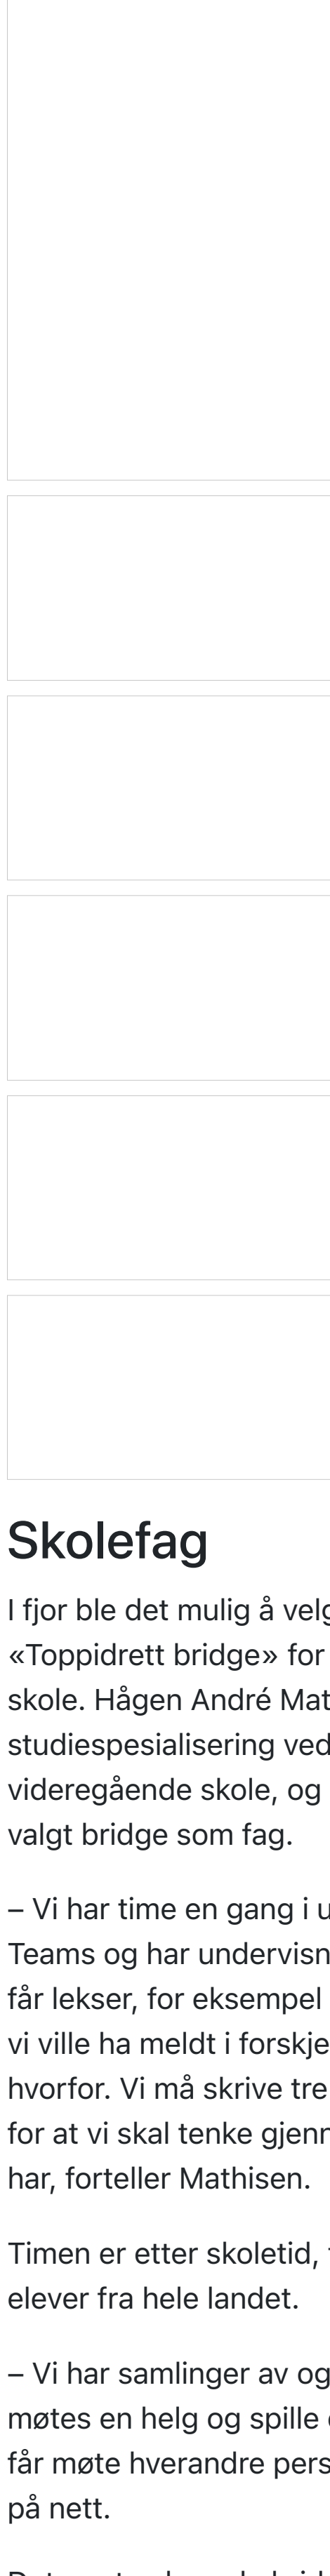 Skolefag
I fjor ble det mulig å
«Toppidrett bridge» for
skole. Hågen André
studiespesialisering ved
videregående skole, og
valgt bridge som fag.
– Vi har time en gang i
Teams og har
får lekser, for eksempel
vi ville ha meldt i
hvorfor. Vi må skrive tre
for at vi skal tenke
har, forteller Mathisen.
Timen er etter skoletid,
elever fra hele landet.
– Vi har samlinger av og
møtes en helg og spille
får møte hverandre
på nett.